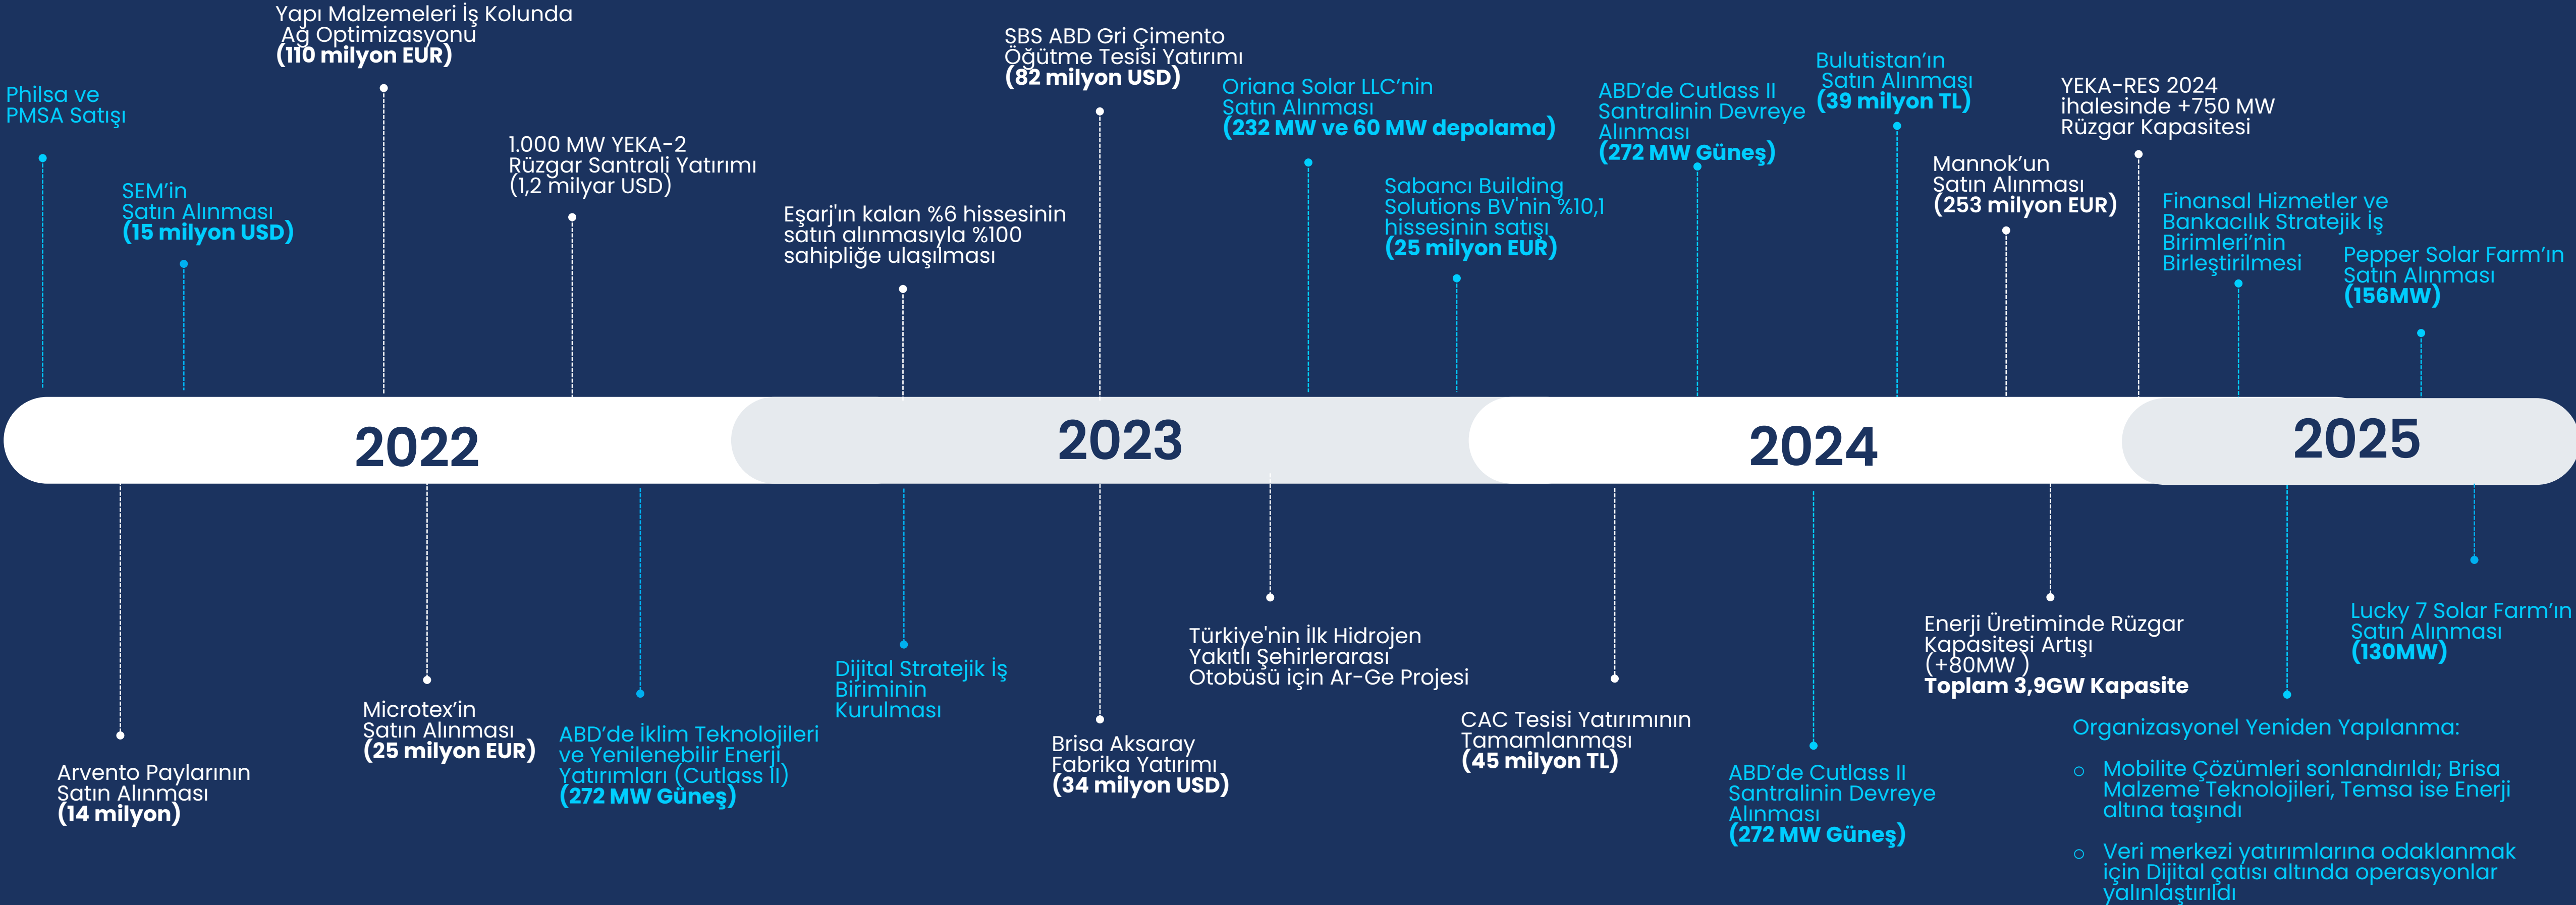 Philsa ve
PMSA Satışı
SEM’in
Satın Alınması
(15 milyon USD)
Yapı Malzemeleri İş Kolunda
Ağ Optimizasyonu
(110 milyon EUR)
1.000 MW YEKA-2
Rüzgar Santrali Yatırımı
(1,2 milyar USD)
Eşarj'ın kalan %6 hissesinin
satın alınmasıyla %100
sahipliğe ulaşılması
SBS ABD Gri Çimento
Öğütme Tesisi Yatırımı
(82 milyon USD)
Oriana Solar LLC’nin
Satın Alınması
(232 MW ve 60 MW depolama)
Sabancı Building
Solutions BV'nin %10,1
hissesinin satışı
(25 milyon EUR)
ABD’de Cutlass II
Santralinin Devreye
Alınması
(272 MW Güneş)
Bulutistan’ın
Satın Alınması
(39 milyon TL)
Mannok’un
Satın Alınması
(253 milyon EUR)
YEKA-RES 2024
ihalesinde +750 MW
Rüzgar Kapasitesi
Finansal Hizmetler ve
Bankacılık Stratejik İş
Birimleri’nin
Birleştirilmesi
Pepper Solar Farm’ın
Satın Alınması
(156MW)
2022
2023
2024
2025
Arvento Paylarının
Satın Alınması
(14 milyon)
Microtex’in
Satın Alınması
(25 milyon EUR)
ABD’de İklim Teknolojileri
ve Yenilenebilir Enerji
Yatırımları (Cutlass II)
(272 MW Güneş)
Dijital Stratejik İş
Biriminin
Kurulması
Brisa Aksaray
Fabrika Yatırımı
(34 milyon USD)
Türkiye'nin İlk Hidrojen
Yakıtlı Şehirlerarası
Otobüsü için Ar-Ge Projesi
CAC Tesisi Yatırımının
Tamamlanması
(45 milyon TL)
ABD’de Cutlass II
Santralinin Devreye
Alınması
(272 MW Güneş)
Enerji Üretiminde Rüzgar
Kapasitesi Artışı
(+80MW )
Toplam 3,9GW Kapasite
Organizasyonel Yeniden Yapılanma:
○ Mobilite Çözümleri sonlandırıldı; Brisa
Malzeme Teknolojileri, Temsa ise Enerji
altına taşındı
○ Veri merkezi yatırımlarına odaklanmak
için Dijital çatısı altında operasyonlar
yalınlaştırıldı
Lucky 7 Solar Farm’ın
Satın Alınması
(130MW)